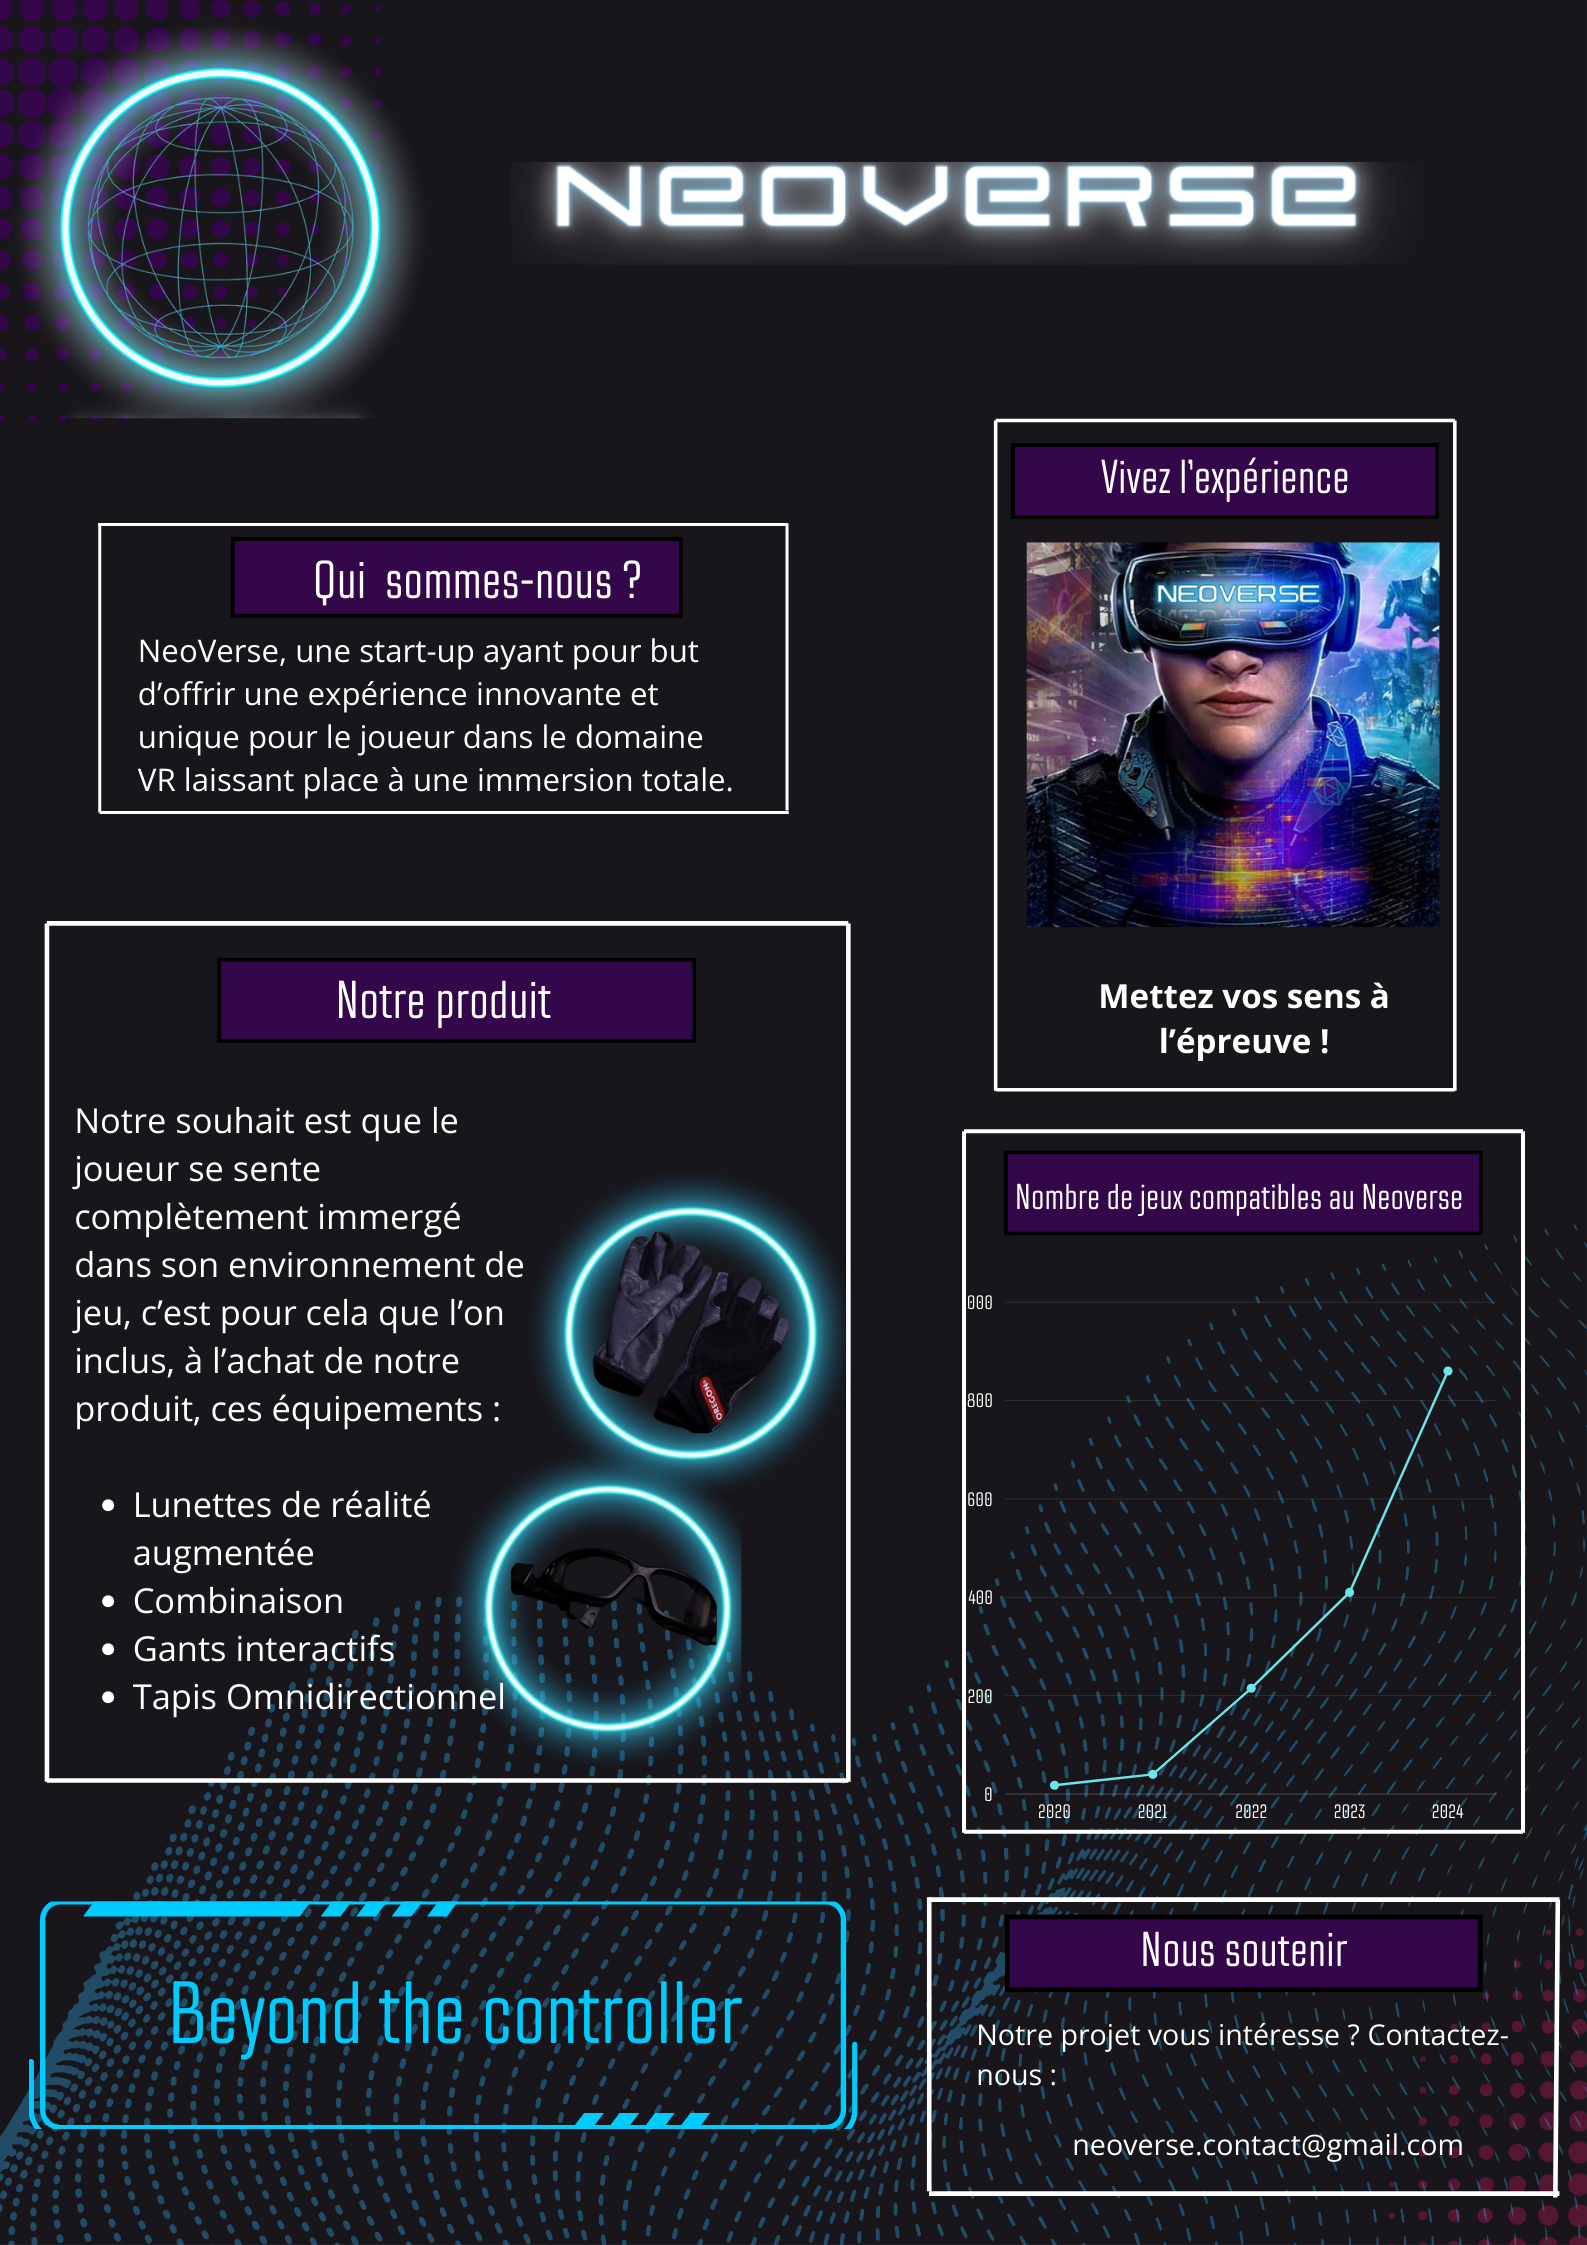 NEOVERSE
Qui sommes-nous ?
NeoVerse, une start-up ayant pour but
d’offrir une expérience innovante et
unique pour le joueur dans le domaine
VR laissant place à une immersion totale.
Vivez l’expérience
NEOVERSE
Mettez vos sens à
l’épreuve !
Notre produit
Notre souhait est que le
joueur se sente
complètement immergé
dans son environnement de
jeu, c’est pour cela que l’on
inclus, à l’achat de notre
produit, ces équipements :
• Lunettes de réalité
augmentée
• Combinaison
• Gants interactifs
• Tapis Omnidirectionnel
OREGON
Nombre de jeux compatibles au Neoverse
000
800
600
400
200
0
2020 2021 2022 2023 2024
Beyond the controller
Nous soutenir
Notre projet vous intéresse ? Contactez-
nous :
neoverse.contact@gmail.com